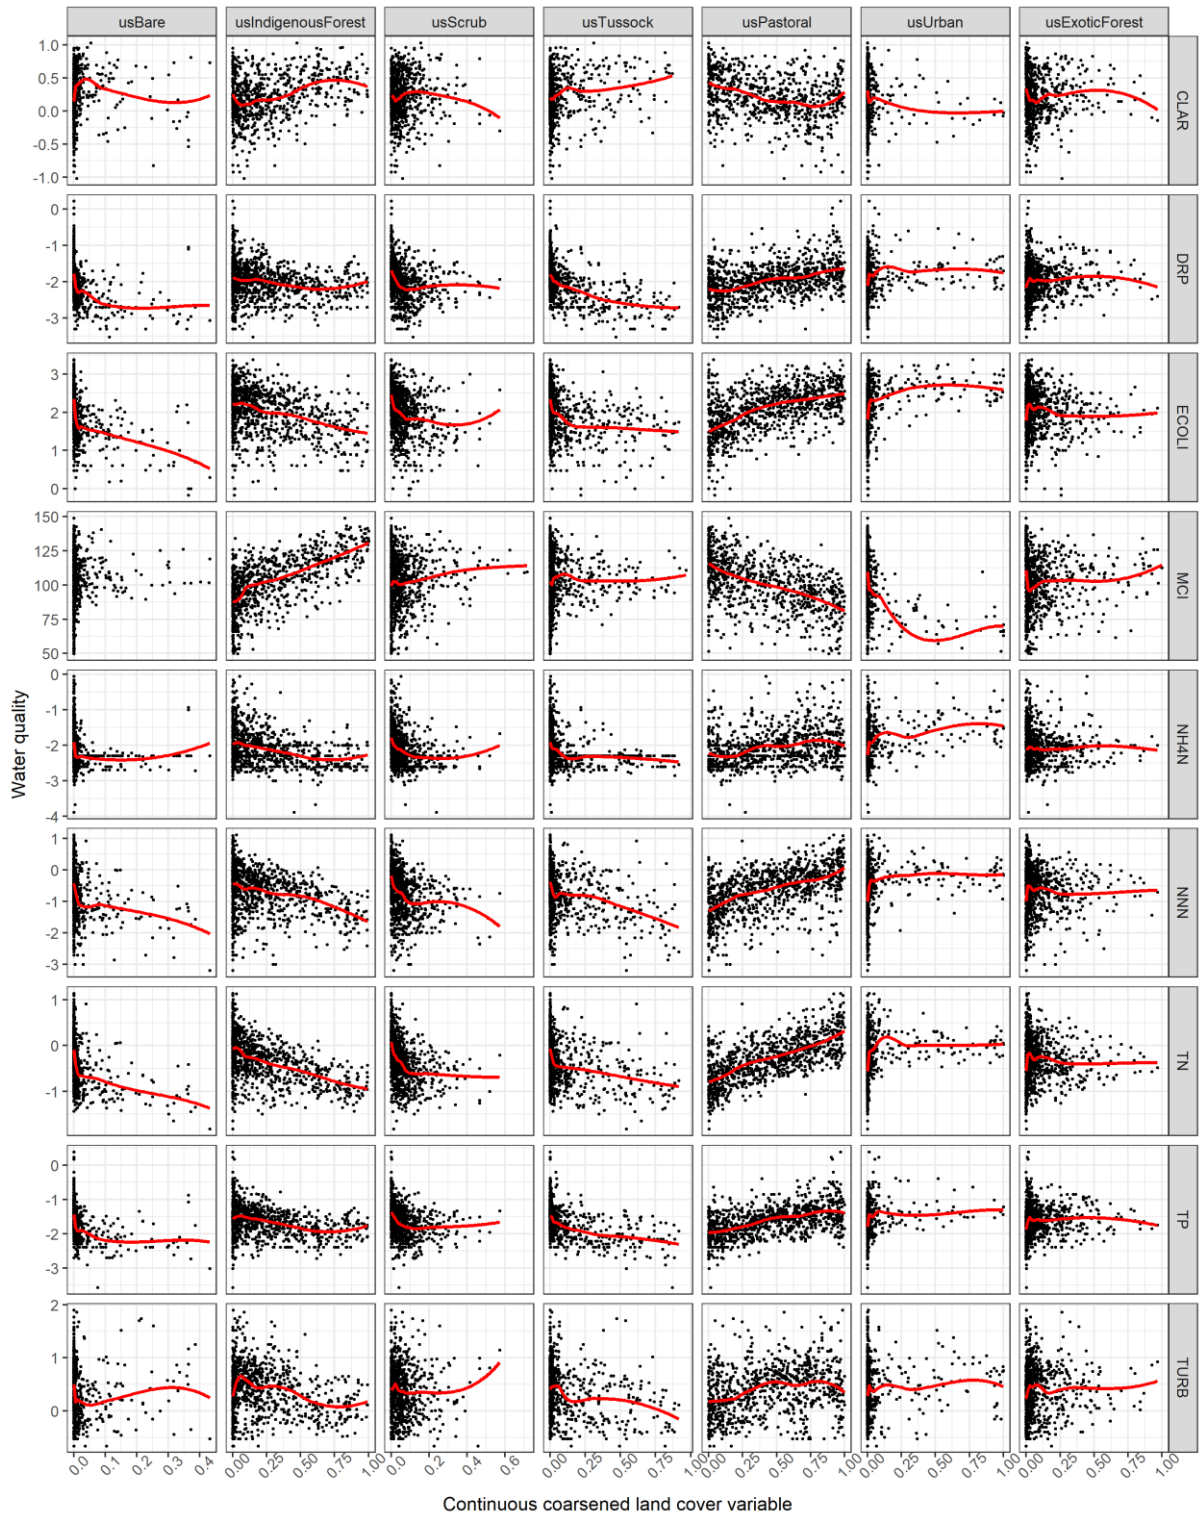 usBare usIndigenousForest usScrub usTussock usPastoral usUrban usExoticForest
1.0
0.5
0.0
-0.5
-1.0
CLAR
0
-1
-2
-3
DRP
3
2
1
0
ECOLI
150
125
100
75
50
MCI
0
-1
-2
-3
-4
NH4N
1
0
-1
-2
-3
NNN
1
0
-1
TN
0
-1
-2
-3
TP
2
1
0
TURB
Water quality
0.0 0.1 0.2 0.3 0.4 0.00 0.25 0.50 0.75 1.00 0.0 0.2 0.4 0.6 0.00 0.25 0.50 0.75 1.00 0.00 0.25 0.50 0.75 1.00 0.00 0.25 0.50 0.75 1.00 0.00 0.25 0.50 0.75 1.00
Continuous coarsened land cover variable